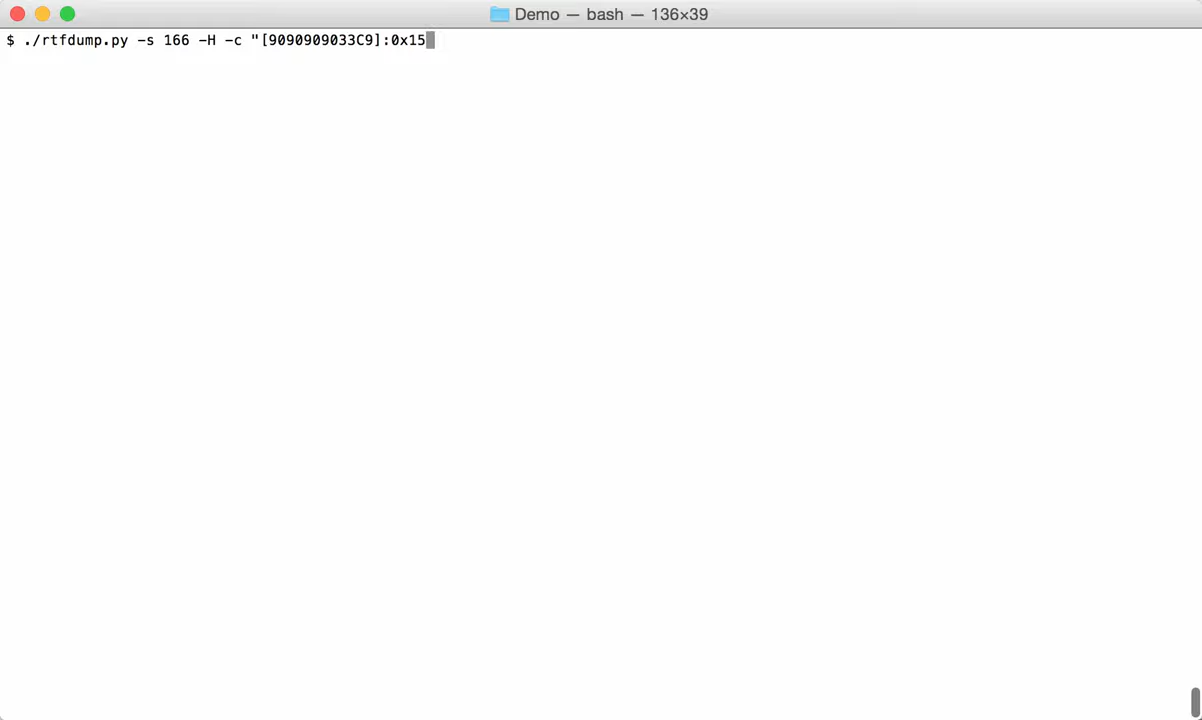 Demo — bash — 136×39
$ ./rtfdump.py -s 166 -H -c "[9090909033C9]:0x15